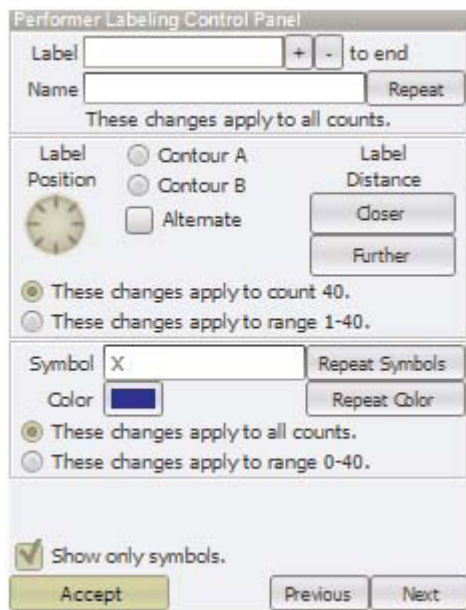 Performer Labeling Control Panel
Label + - to end
Name Repeat
These changes apply to all counts.
Label Position
Contour A
Contour B
Alternate
Label Distance
Closer
Further
These changes apply to count 40.
These changes apply to range 1-40.
Symbol X Repeat Symbols
Color Repeat Color
These changes apply to all counts.
These changes apply to range 0-40.
Show only symbols.
Accept Previous Next